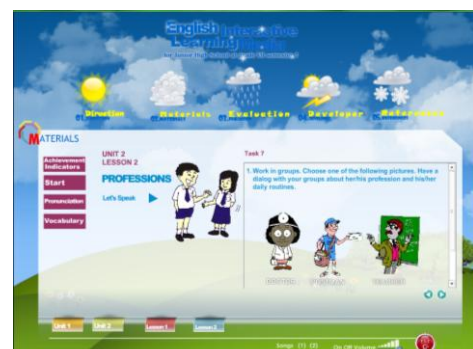 English Interactive
Learning
Direction
Materials
Evaluation
Developer
References
MATERIALS
Achievement
Indicators
Start
Pronunciation
Vocabulary
UNIT 2
LESSON 2
PROFESSIONS
Let's Speak
Task 7
1. Work in groups. Choose one of the following pictures. Have a
dialog with your groups about her/his profession and his/her
daily routines.
DOCTOR
POSTMAN
TEACHER
Unit 1
Unit 2
Lesson 1
Lesson 2
Songs (1) (2)
On Off Volume